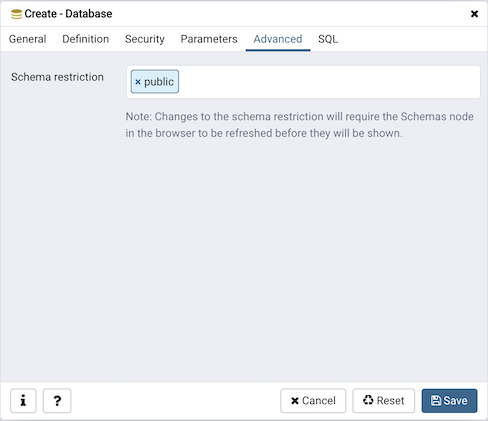 Create - Database
General Definition Security Parameters Advanced SQL
Schema restriction
× public
Note: Changes to the schema restriction will require the Schemas node
in the browser to be refreshed before they will be shown.
i ? Cancel Reset Save